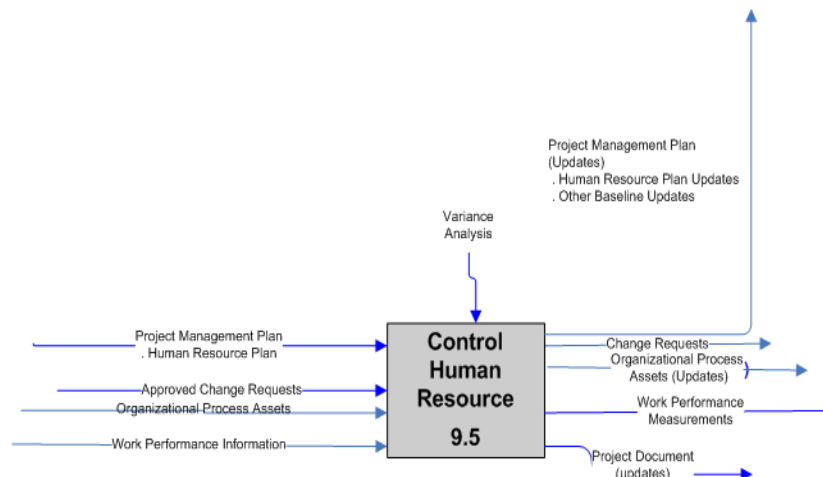 Project Management Plan
(Updates)
. Human Resource Plan Updates
. Other Baseline Updates
Variance
Analysis
Project Management Plan
. Human Resource Plan
Approved Change Requests
Organizational Process Assets
Work Performance Information
Control
Human
Resource
9.5
Change Requests
Organizational Process
Assets (Updates)
Work Performance
Measurements
Project Document
(updates)